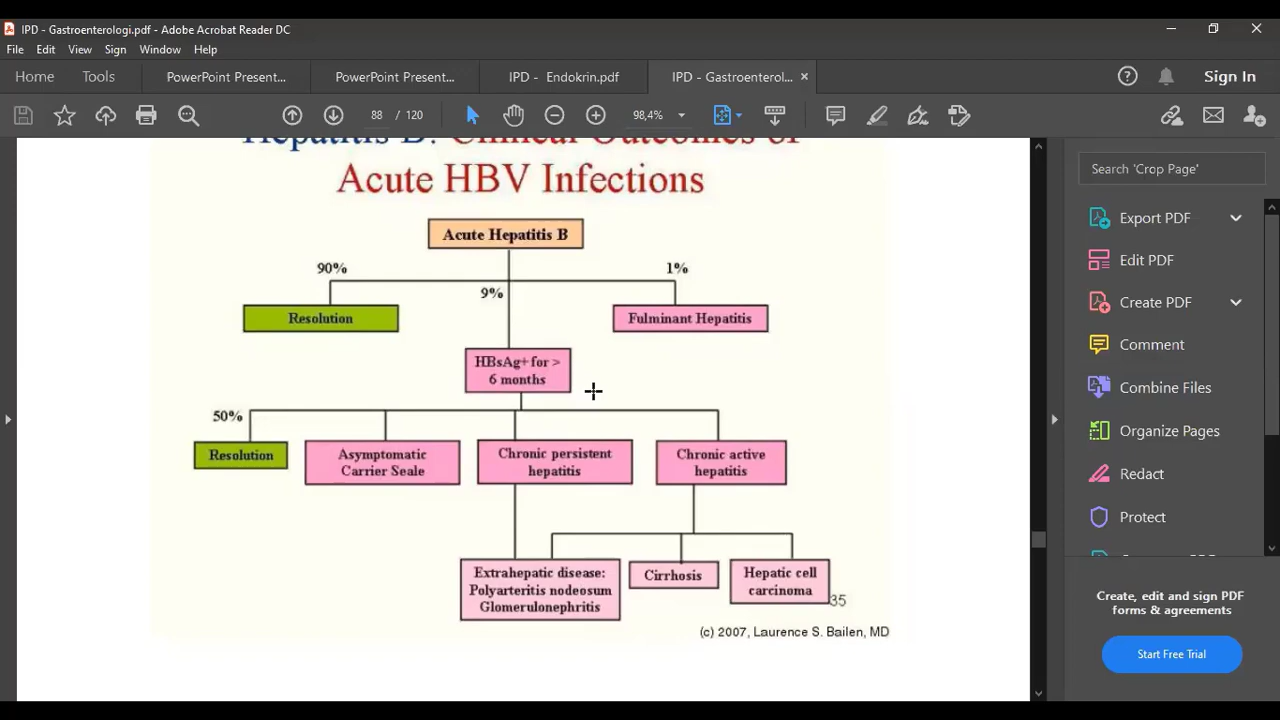 IPD - Gastroenterologi.pdf - Adobe Acrobat Reader DC
File Edit View Sign Window Help
Home Tools PowerPoint Present... PowerPoint Present... IPD - Endokrin.pdf IPD - Gastroenterol... × Sign In
88 / 120 98,4%
Hepatitis B: Clinical Outcomes of
Acute HBV Infections
Acute Hepatitis B
90% 1%
9%
Resolution Fulminant Hepatitis
HBsAg+ for >
6 months
50%
Resolution
Asymptomatic
Carrier Seale
Chronic persistent
hepatitis
Chronic active
hepatitis
Extrahepatic disease:
Polyarteritis nodeosum
Glomerulonephritis
Cirrhosis
Hepatic cell
carcinoma
35
(c) 2007, Laurence S. Bailen, MD
Search 'Crop Page'
Export PDF
Edit PDF
Create PDF
Comment
Combine Files
Organize Pages
Redact
Protect
Create, edit and sign PDF
forms & agreements
Start Free Trial